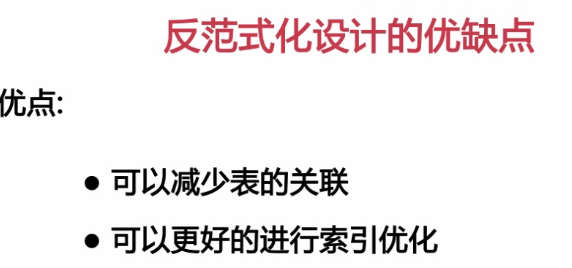 反范式化设计的优缺点
优点:
● 可以减少表的关联
● 可以更好的进行索引优化